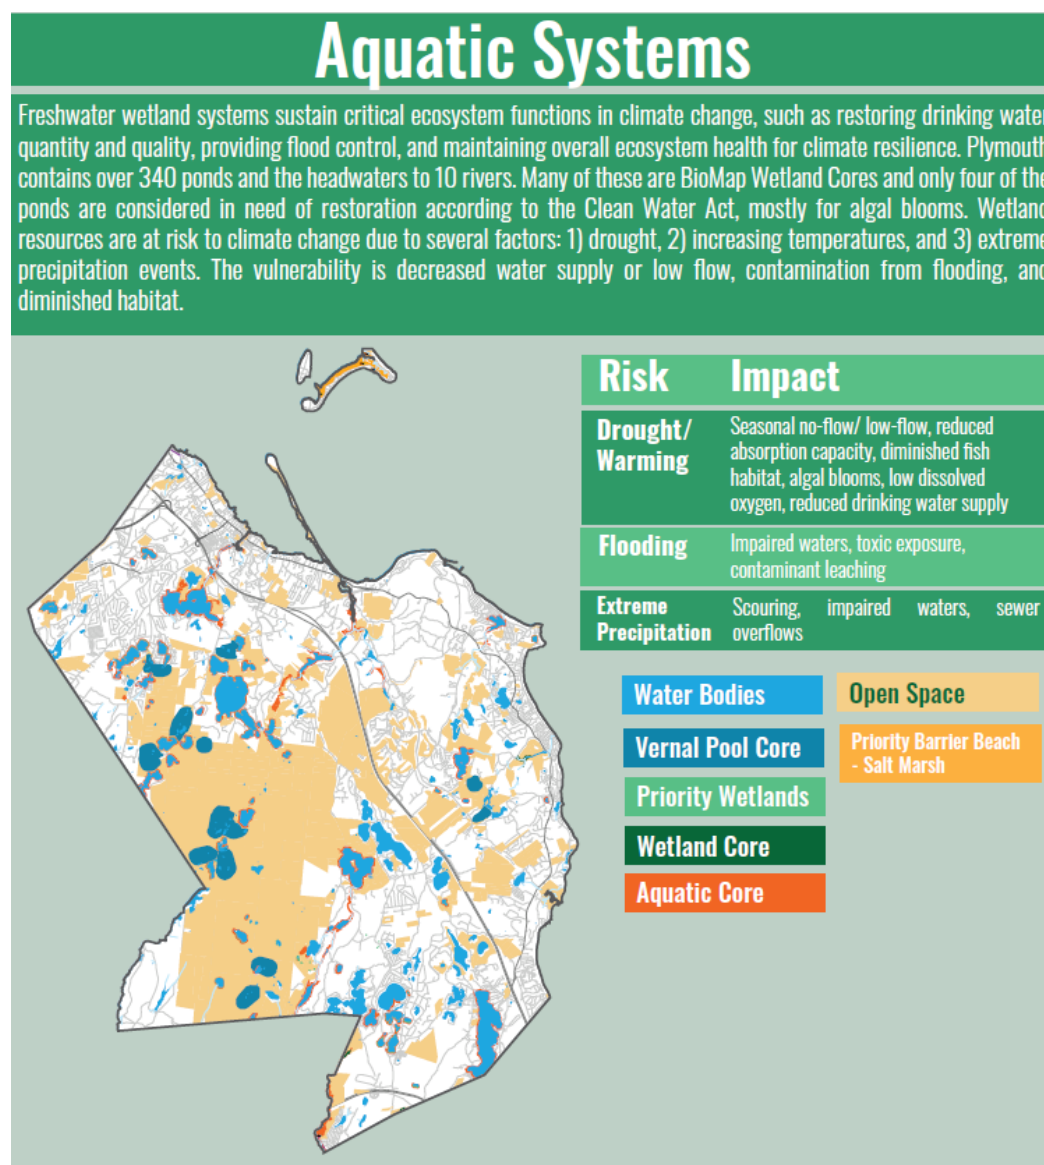 Aquatic Systems
Freshwater wetland systems sustain critical ecosystem functions in climate change, such as restoring drinking water
quantity and quality, providing flood control, and maintaining overall ecosystem health for climate resilience. Plymouth
contains over 340 ponds and the headwaters to 10 rivers. Many of these are BioMap Wetland Cores and only four of the
ponds are considered in need of restoration according to the Clean Water Act, mostly for algal blooms. Wetland
resources are at risk to climate change due to several factors: 1) drought, 2) increasing temperatures, and 3) extreme
precipitation events. The vulnerability is decreased water supply or low flow, contamination from flooding, and
diminished habitat.
Risk Impact
Drought/
Warming
Seasonal no-flow/ low-flow, reduced
absorption capacity, diminished fish
habitat, algal blooms, low dissolved
oxygen, reduced drinking water supply
Flooding
Impaired waters, toxic exposure,
contaminant leaching
Extreme
Precipitation
Scouring, impaired waters, sewer
overflows
Water Bodies
Vernal Pool Core
Priority Wetlands
Wetland Core
Aquatic Core
Open Space
Priority Barrier Beach
- Salt Marsh